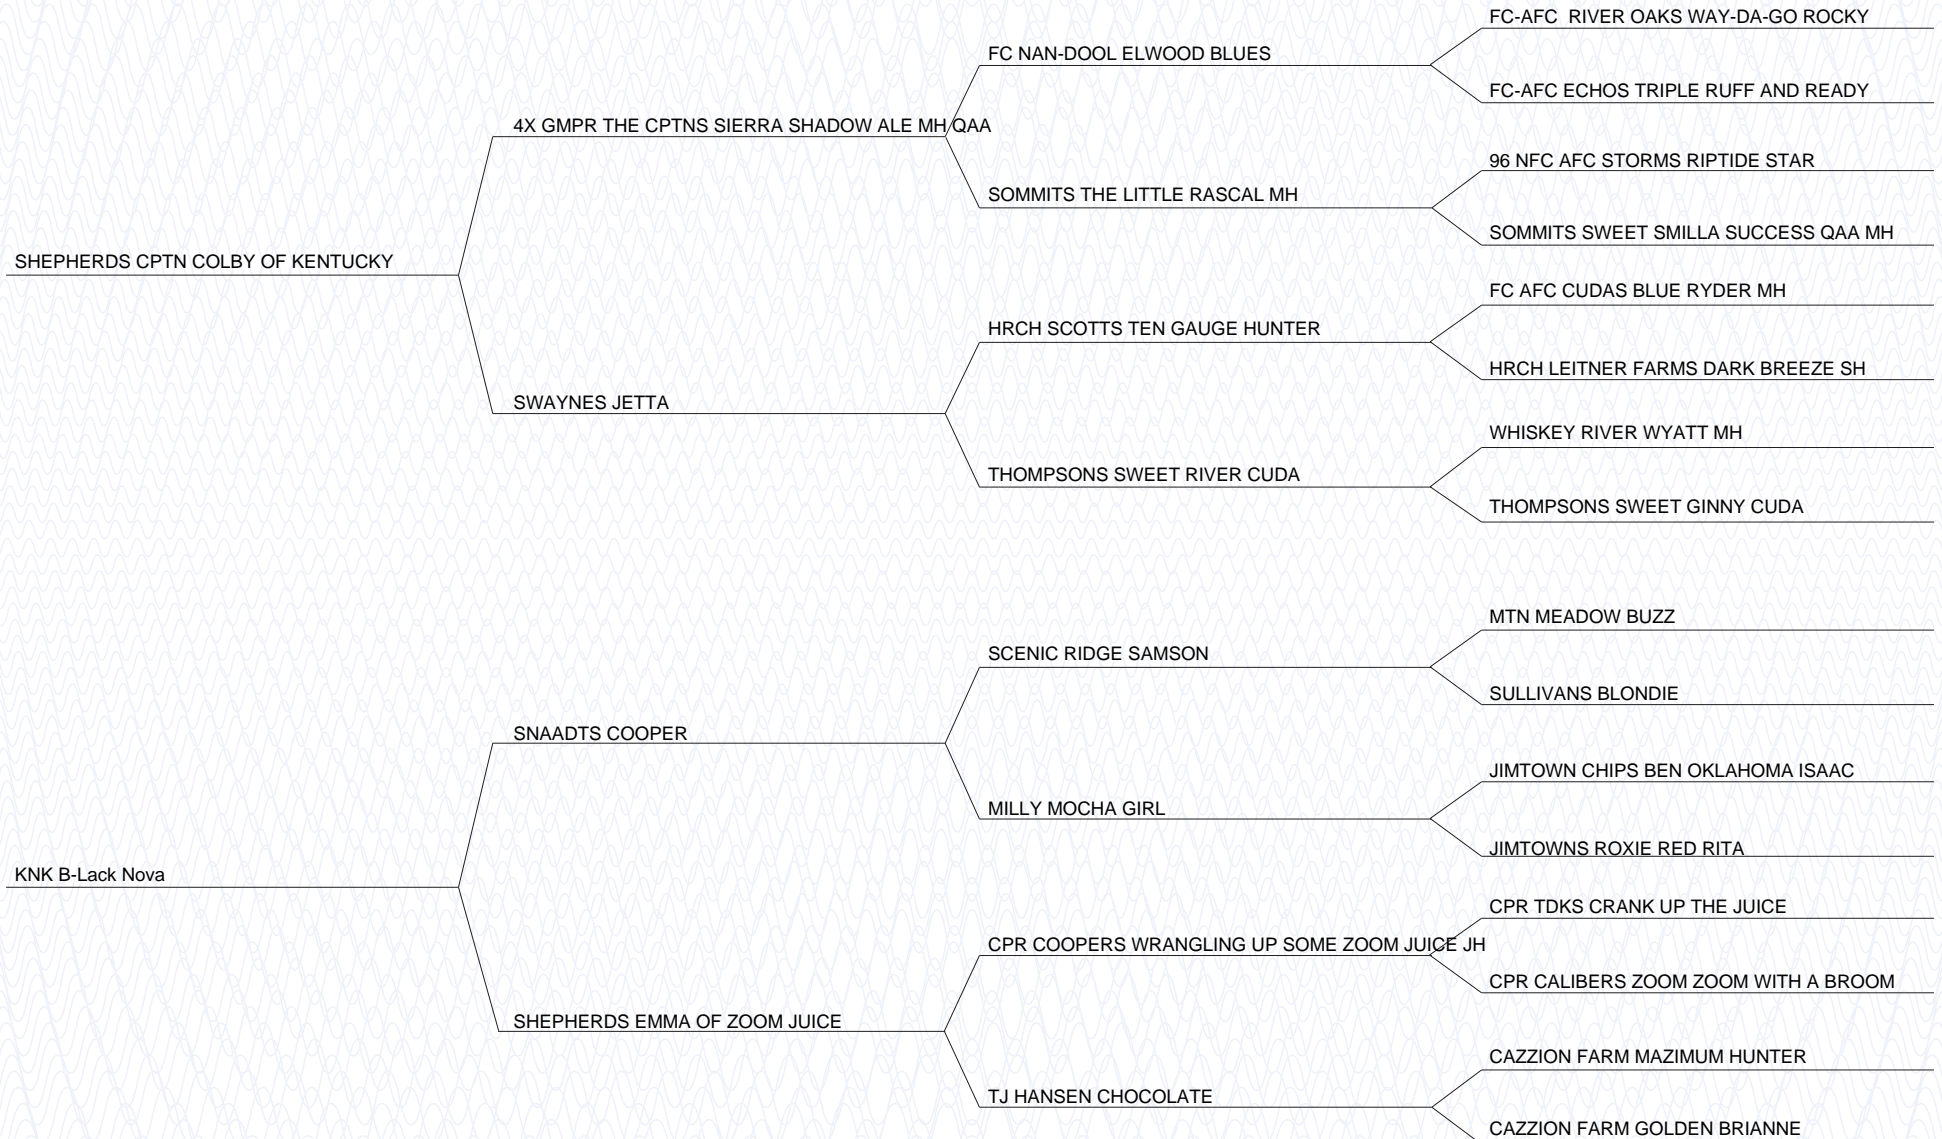 FC-AFC  RIVER OAKS WAY-DA-GO ROCKY
FC NAN-DOOL ELWOOD BLUES
FC-AFC ECHOS TRIPLE RUFF AND READY
4X GMPR THE CPTNS SIERRA SHADOW ALE MH QAA
96 NFC AFC STORMS RIPTIDE STAR
SOMMITS THE LITTLE RASCAL MH
SOMMITS SWEET SMILLA SUCCESS QAA MH
SHEPHERDS CPTN COLBY OF KENTUCKY
FC AFC CUDAS BLUE RYDER MH
HRCH SCOTTS TEN GAUGE HUNTER
HRCH LEITNER FARMS DARK BREEZE SH
SWAYNES JETTA
WHISKEY RIVER WYATT MH
THOMPSONS SWEET RIVER CUDA
THOMPSONS SWEET GINNY CUDA
MTN MEADOW BUZZ
SCENIC RIDGE SAMSON
SULLIVANS BLONDIE
SNAADTS COOPER
JIMTOWN CHIPS BEN OKLAHOMA ISAAC
MILLY MOCHA GIRL
JIMTOWNS ROXIE RED RITA
KNK B-Lack Nova
CPR TDKS CRANK UP THE JUICE
CPR COOPERS WRANGLING UP SOME ZOOM JUICE JH
CPR CALIBERS ZOOM ZOOM WITH A BROOM
SHEPHERDS EMMA OF ZOOM JUICE
CAZZION FARM MAZIMUM HUNTER
TJ HANSEN CHOCOLATE
CAZZION FARM GOLDEN BRIANNE